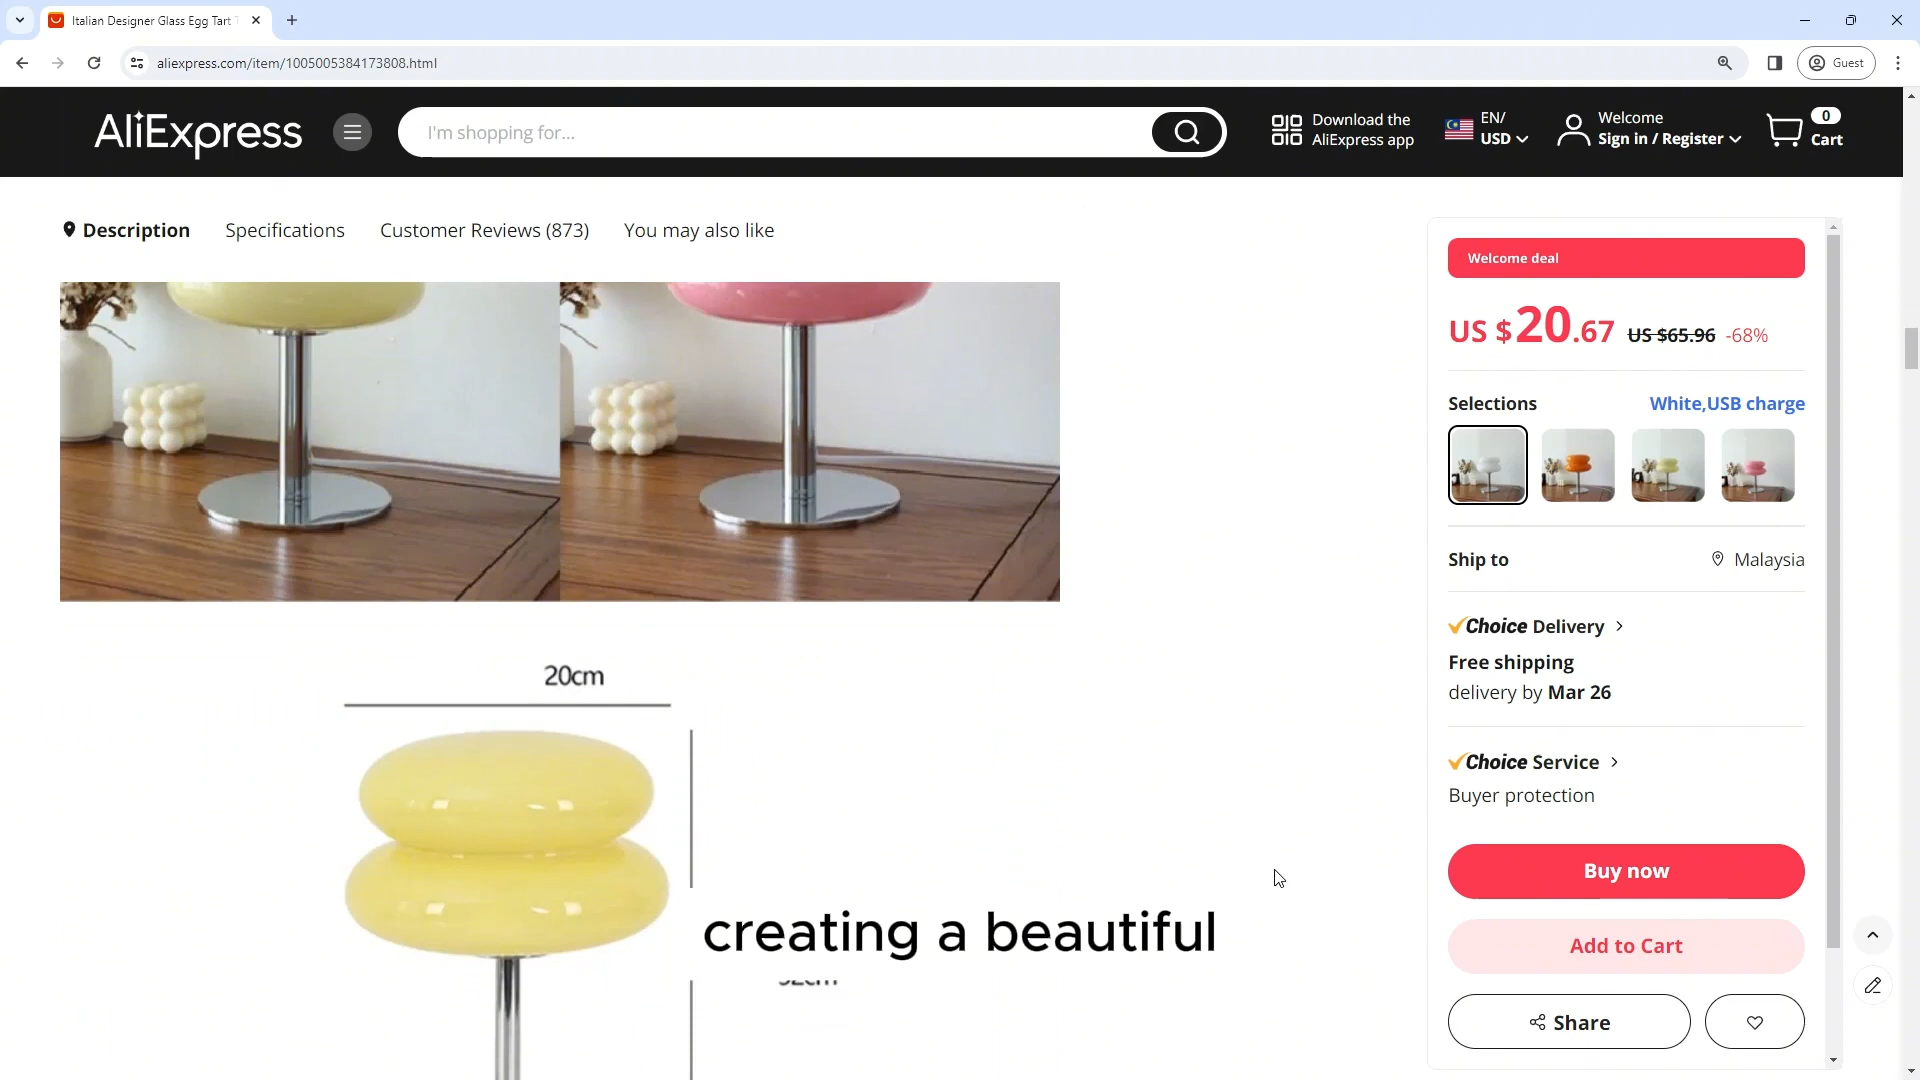 Italian Designer Glass Egg Tart
aliexpress.com/item/1005005384173808.html
Guest
AliExpress
I'm shopping for...
Download the
AliExpress app
EN/
USD
Welcome
Sign in / Register
0
Cart
Description
Specifications
Customer Reviews (873)
You may also like
Welcome deal
US $20.67 US $65.96 -68%
Selections
White,USB charge
Ship to
Malaysia
Choice Delivery
Free shipping
delivery by Mar 26
Choice Service
Buyer protection
Buy now
Add to Cart
Share
20cm
creating a beautiful